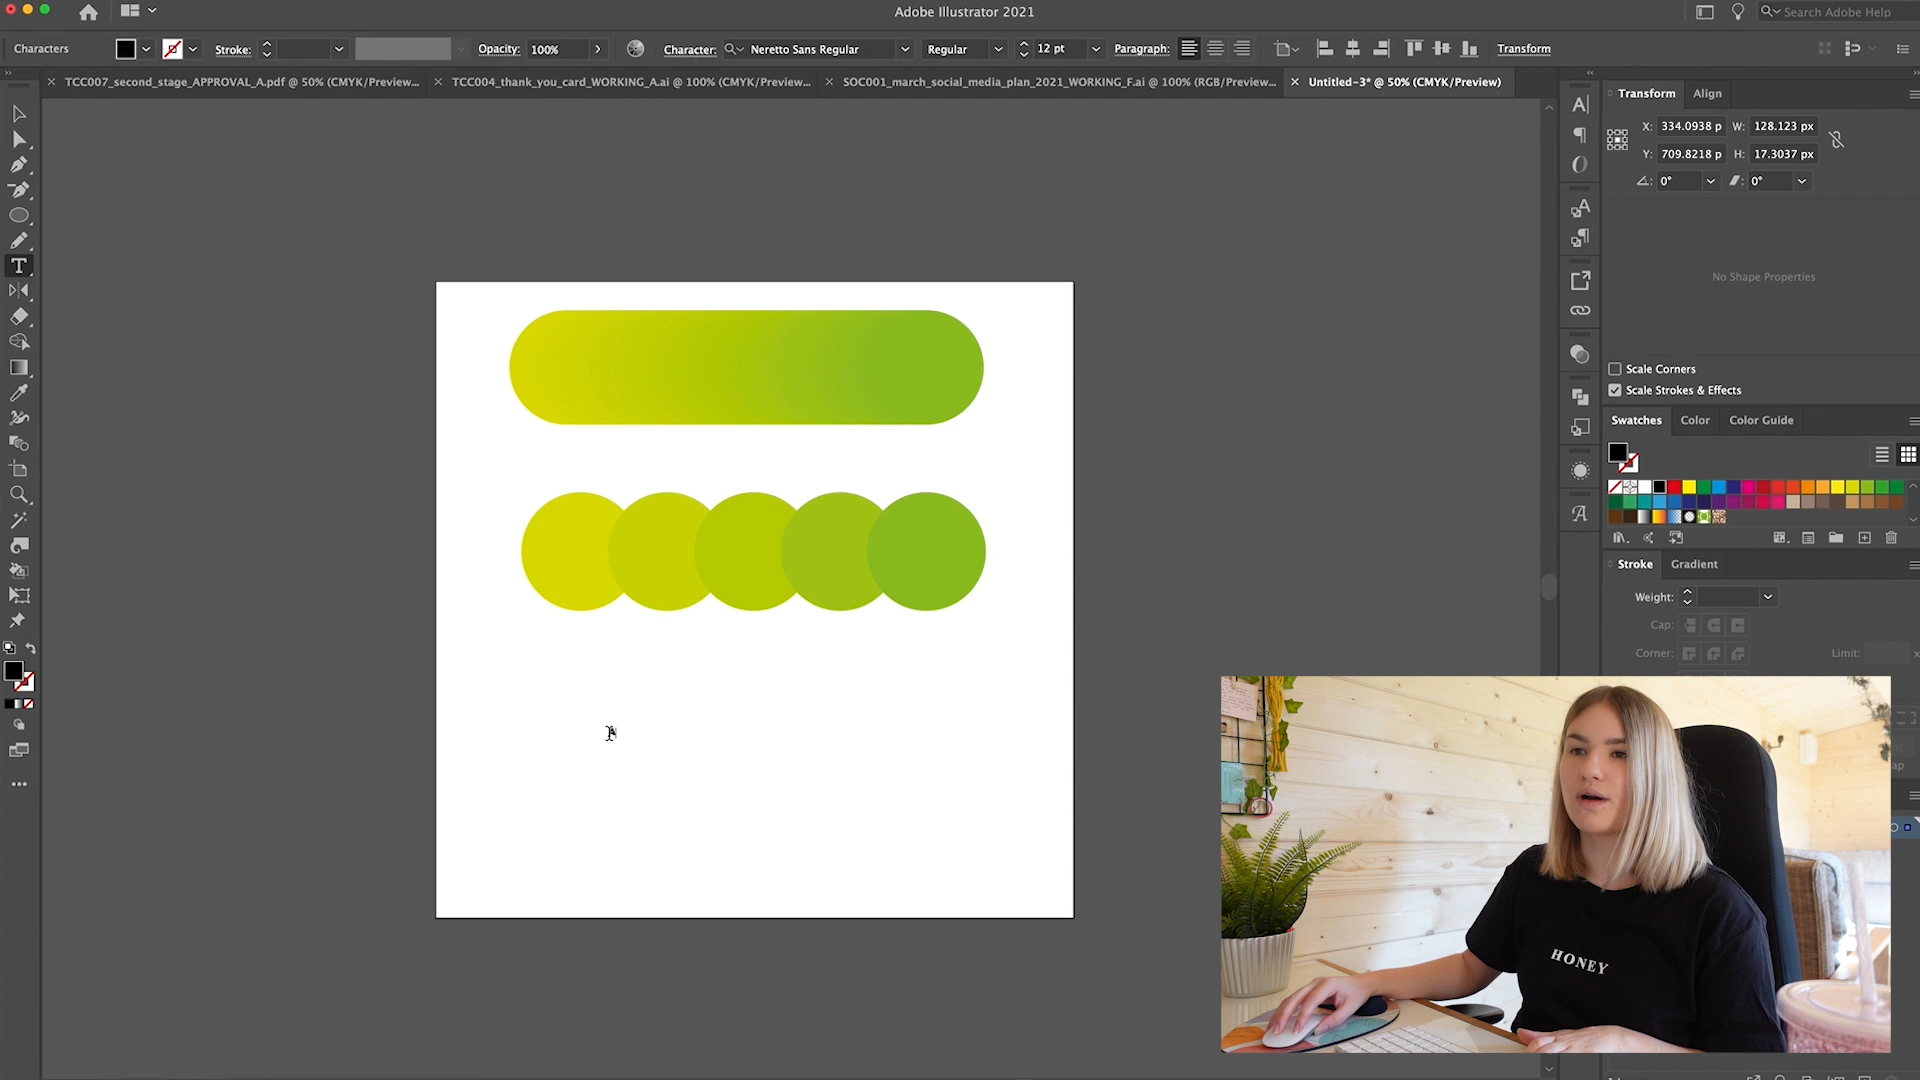 Adobe Illustrator 2021
Search Adobe Help
Characters
Stroke:
Opacity: 100%
Character: Neretto Sans Regular
Regular
12 pt
Paragraph:
Transform
TCC007_second_stage_APPROVAL_A.pdf @ 50% (CMYK/Preview...
TCC004_thank_you_card_WORKING_A.ai @ 100% (CMYK/Preview...
SOC001_march_social_media_plan_2021_WORKING_F.ai @ 100% (RGB/Preview...
Untitled-3* @ 50% (CMYK/Preview)
Transform Align
X: 334.0938 p W: 128.123 px
Y: 709.8218 p H: 17.3037 px
0° 0°
No Shape Properties
Scale Corners
Scale Strokes & Effects
Swatches Color Color Guide
Stroke Gradient
Weight:
Cap:
Corner: Limit:
HONEY